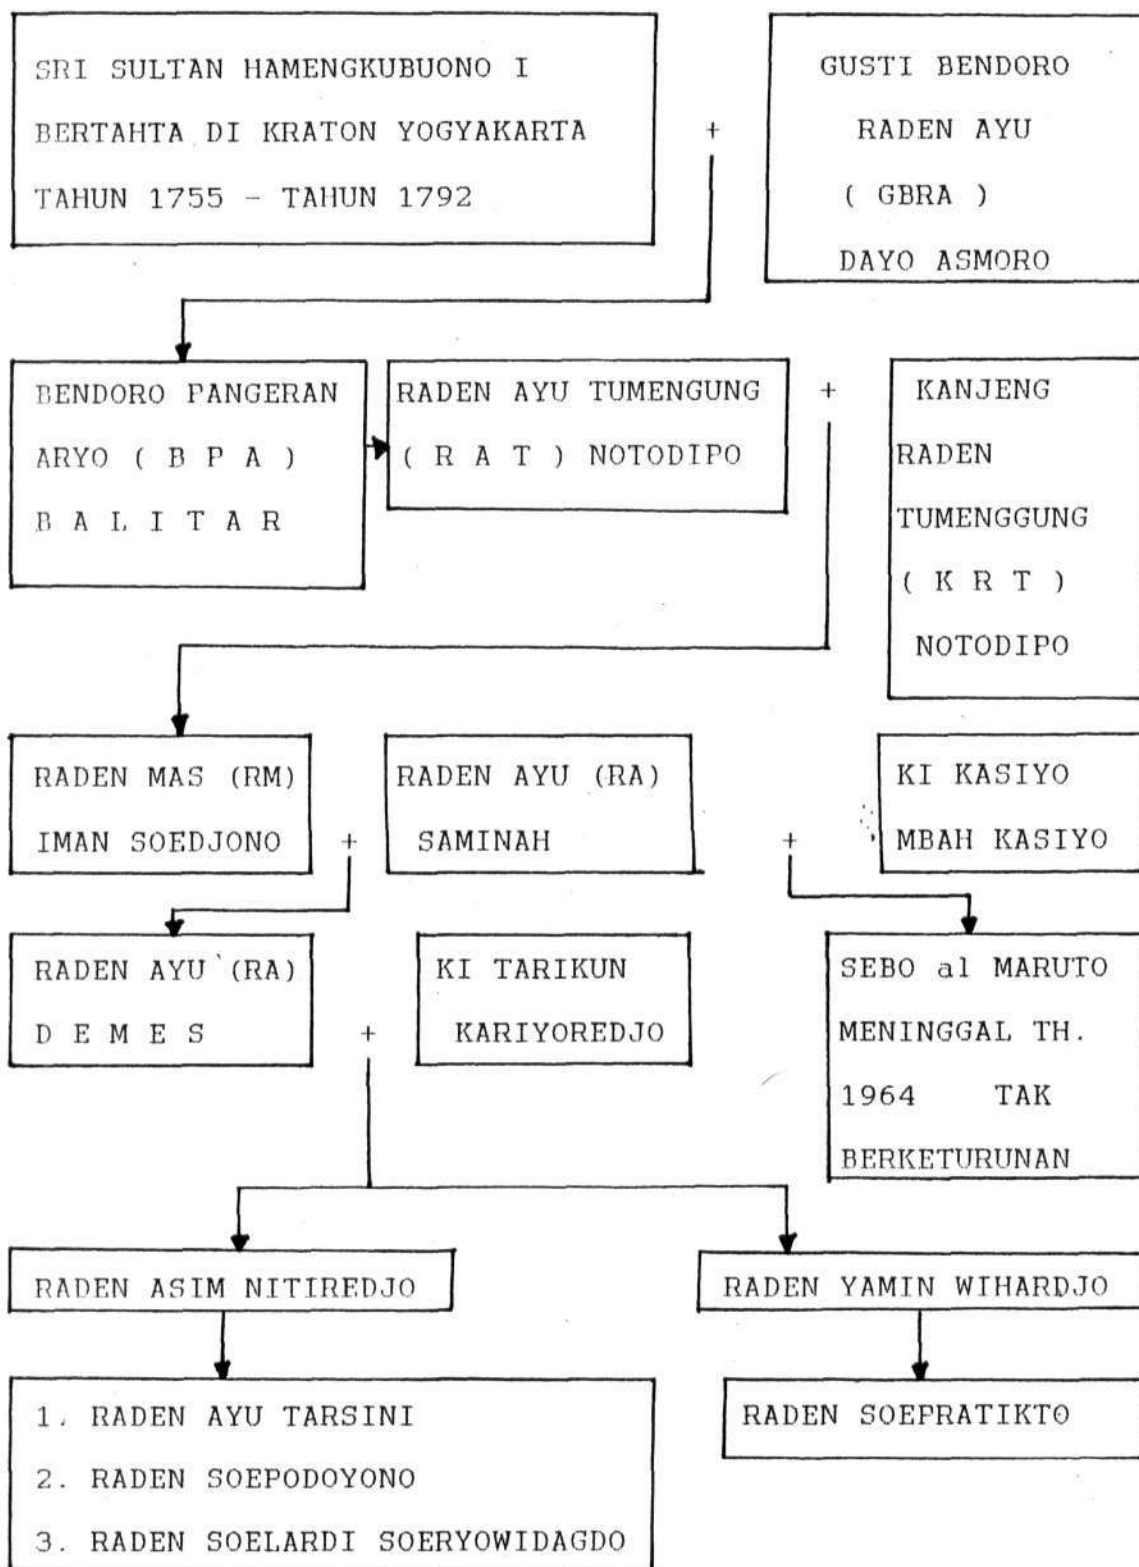 SRI SULTAN HAMENGKUBUONO I
BERTAHTA DI KRATON YOGYAKARTA
TAHUN 1755 - TAHUN 1792
+
GUSTI BENDORO
RADEN AYU
( GBRA )
DAYO ASMORO
BENDORO PANGERAN
ARYO ( B P A )
B A L I T A R
RADEN AYU TUMENGUNG
( R A T ) NOTODIPO
+
KANJENG
RADEN
TUMENGGUNG
( K R T )
NOTODIPO
RADEN MAS (RM)
IMAN SOEDJONO
+
RADEN AYU (RA)
SAMINAH
+
KI KASIYO
MBAH KASIYO
RADEN AYU (RA)
D E M E S
+
KI TARIKUN
KARIYOREDJO
SEBO al MARUTO
MENINGGAL TH.
1964 TAK
BERKETURUNAN
RADEN ASIM NITIREDJO
RADEN YAMIN WIHARDJO
1. RADEN AYU TARSINI
2. RADEN SOEPODOYONO
3. RADEN SOELARDI SOERYOWIDAGDO
RADEN SOEPRATIKTO